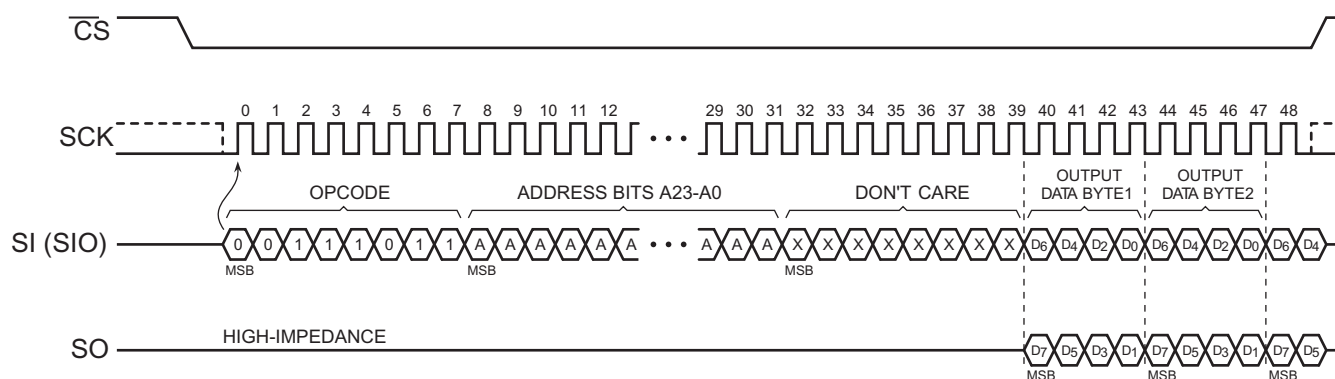 CS
0 1 2 3 4 5 6 7 8 9 10 11 12 29 30 31 32 33 34 35 36 37 38 39 40 41 42 43 44 45 46 47 48
SCK • • •
OPCODE ADDRESS BITS A23-A0 DON'T CARE OUTPUT DATA BYTE1 OUTPUT DATA BYTE2
SI (SIO) 0 0 1 1 1 0 1 1 A A A A A A • • • A A A X X X X X X X X D6 D4 D2 D0 D6 D4 D2 D0 D6 D4
MSB MSB MSB
HIGH-IMPEDANCE
SO D7 D5 D3 D1 D7 D5 D3 D1 D7 D5
MSB MSB MSB